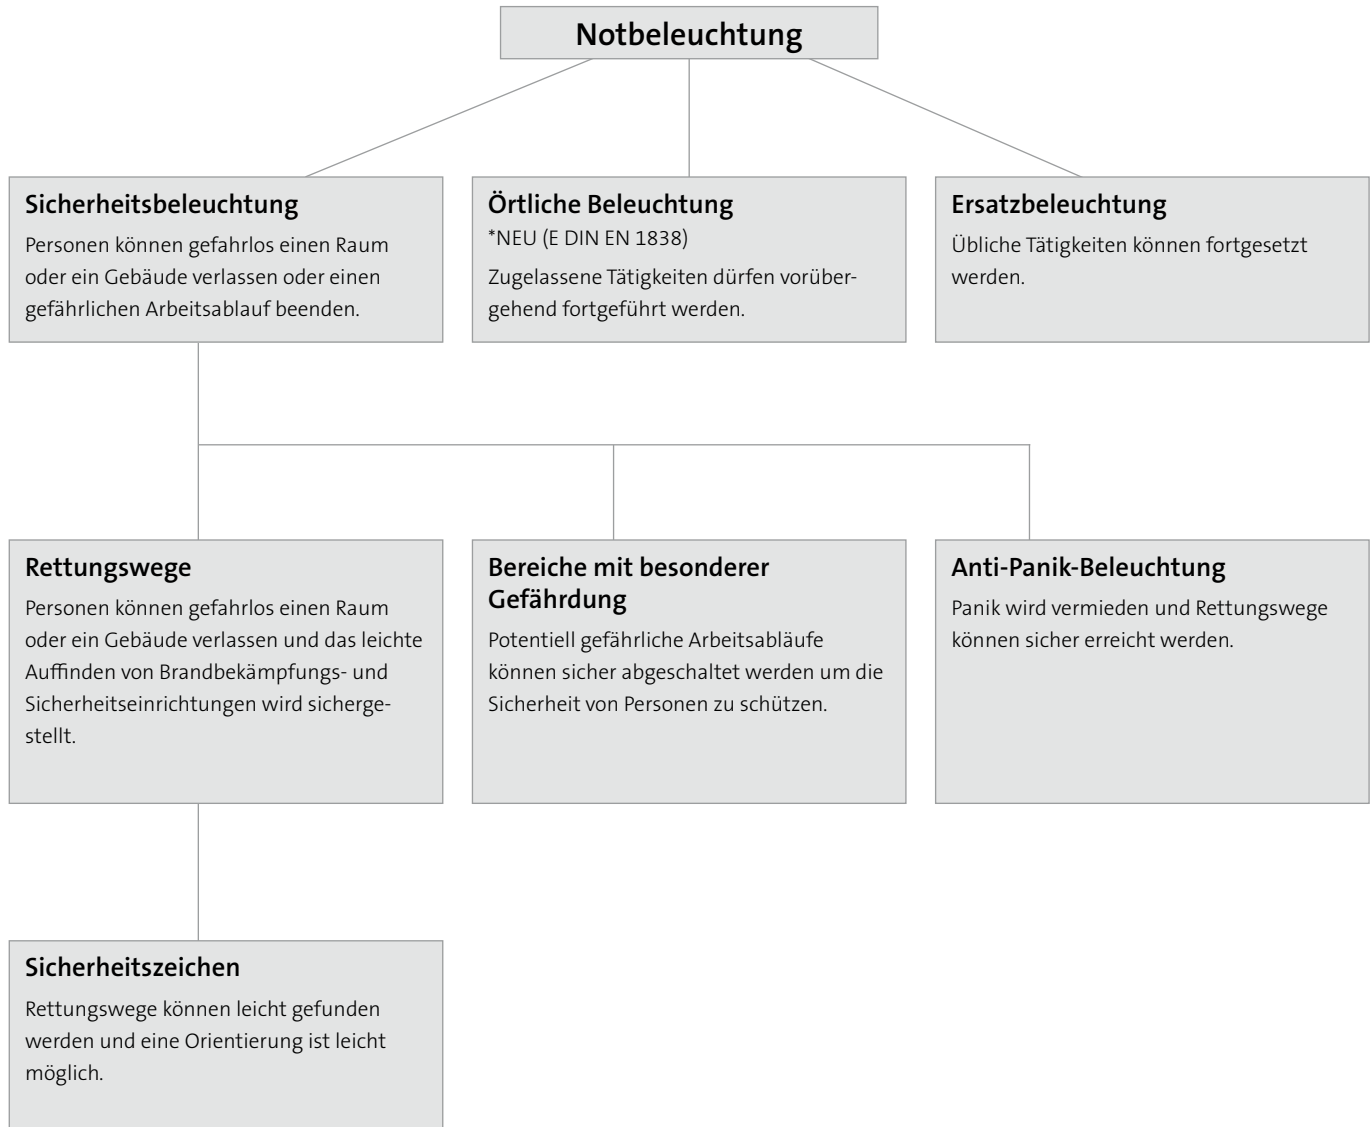 Notbeleuchtung
Sicherheitsbeleuchtung
Personen können gefahrlos einen Raum
oder ein Gebäude verlassen oder einen
gefährlichen Arbeitsablauf beenden.
Örtliche Beleuchtung
*NEU (E DIN EN 1838)
Zugelassene Tätigkeiten dürfen vorüber-
gehend fortgeführt werden.
Ersatzbeleuchtung
Übliche Tätigkeiten können fortgesetzt
werden.
Rettungswege
Personen können gefahrlos einen Raum
oder ein Gebäude verlassen und das leichte
Auffinden von Brandbekämpfungs- und
Sicherheitseinrichtungen wird sicherge-
stellt.
Bereiche mit besonderer
Gefährdung
Potentiell gefährliche Arbeitsabläufe
können sicher abgeschaltet werden um die
Sicherheit von Personen zu schützen.
Anti-Panik-Beleuchtung
Panik wird vermieden und Rettungswege
können sicher erreicht werden.
Sicherheitszeichen
Rettungswege können leicht gefunden
werden und eine Orientierung ist leicht
möglich.